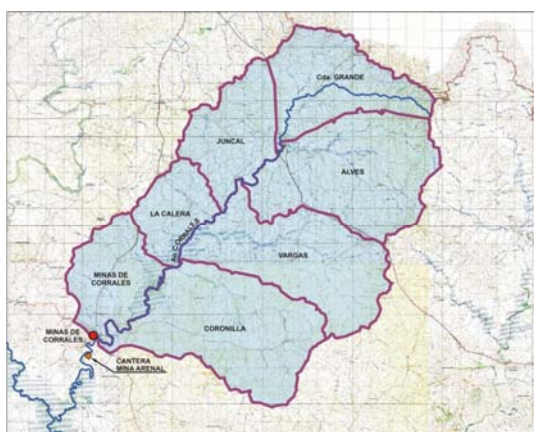 Cda. GRANDE
JUNCAL
ALVES
LA CALERA
Ao. CORRALES
VARGAS
MINAS DE
CORRALES
CORONILLA
MINAS DE
CORRALES
CANTERA
MINA ARENAL